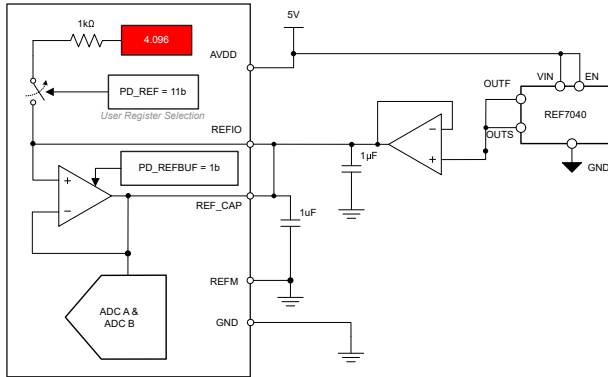 1kΩ
4.096
5V
AVDD
PD_REF = 11b
User Register Selection
VIN
EN
OUTF
REF7040
OUTS
GND
REFIO
−
+
1µF
PD_REFBUF = 1b
+
−
REF_CAP
1uF
REFM
ADC A &
ADC B
GND